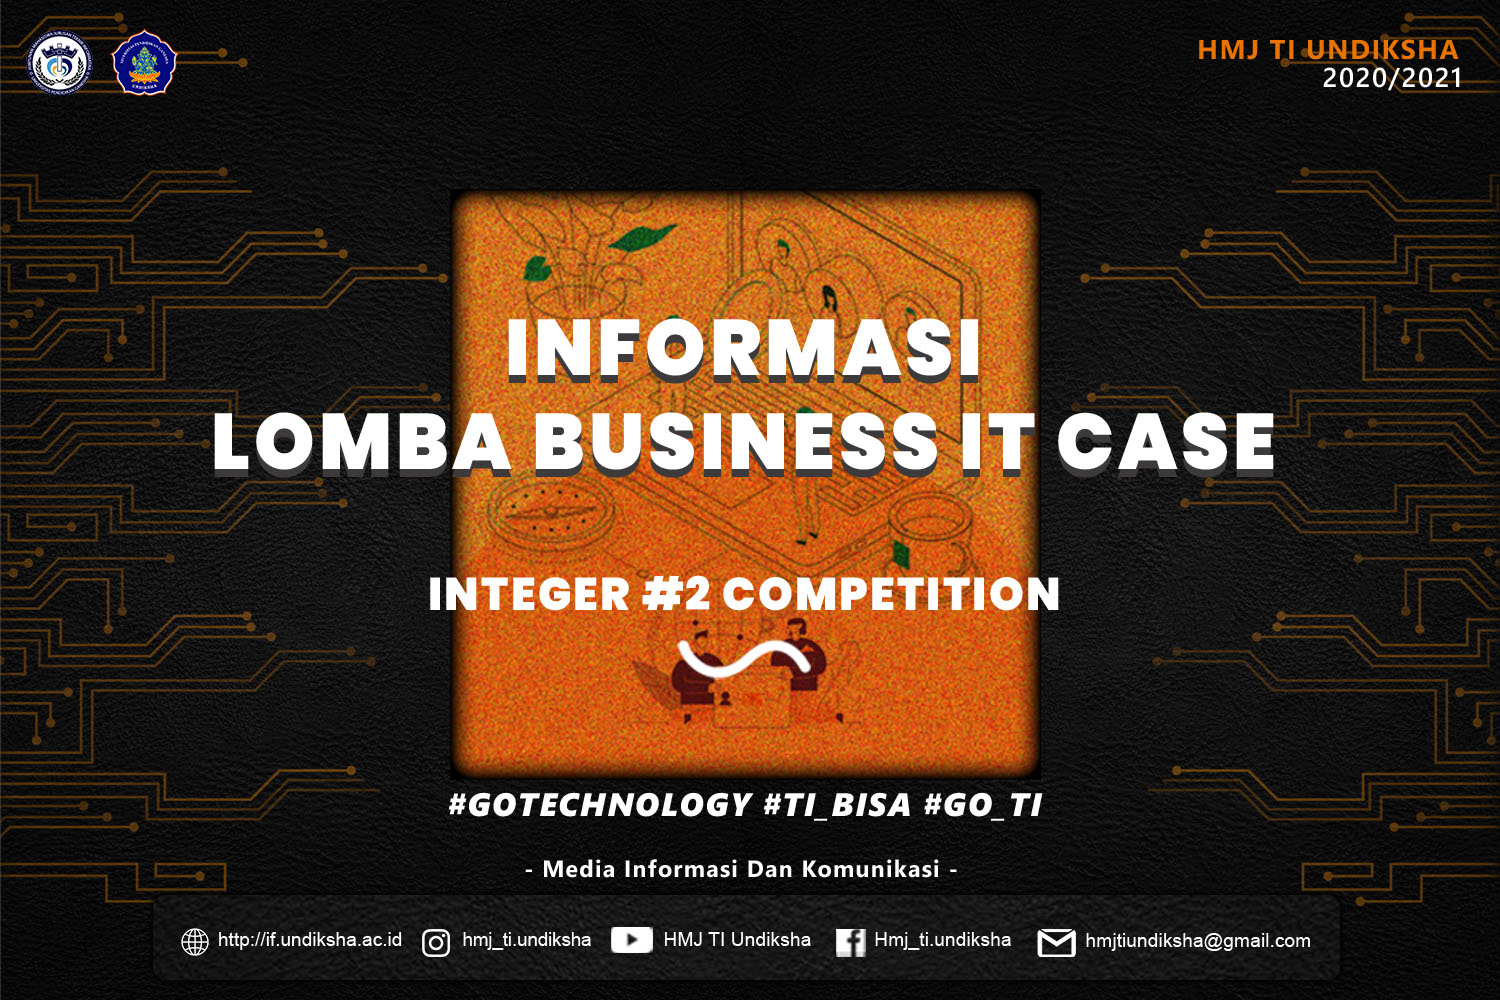 HMJ TI UNDIKSHA
2020/2021
INFORMASI
LOMBA BUSINESS IT CASE
INTEGER #2 COMPETITION
#GOTECHNOLOGY #TI_BISA #GO_TI
- Media Informasi Dan Komunikasi -
http://if.undiksha.ac.id hmj_ti.undiksha HMJ TI Undiksha Hmj_ti.undiksha hmjtiundiksha@gmail.com